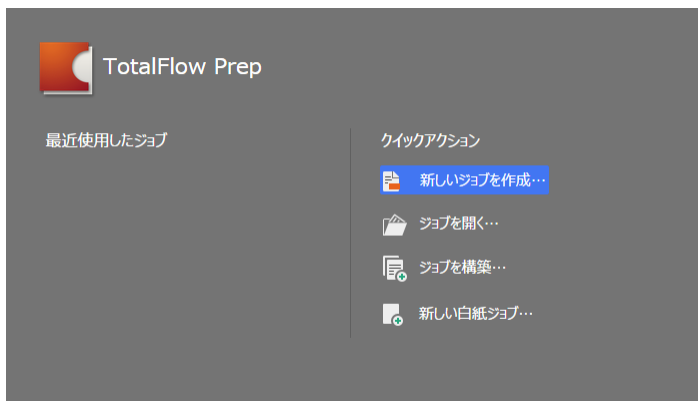 TotalFlow Prep
最近使用したジョブ
クイックアクション
新しいジョブを作成…
ジョブを開く…
ジョブを構築…
新しい白紙ジョブ…